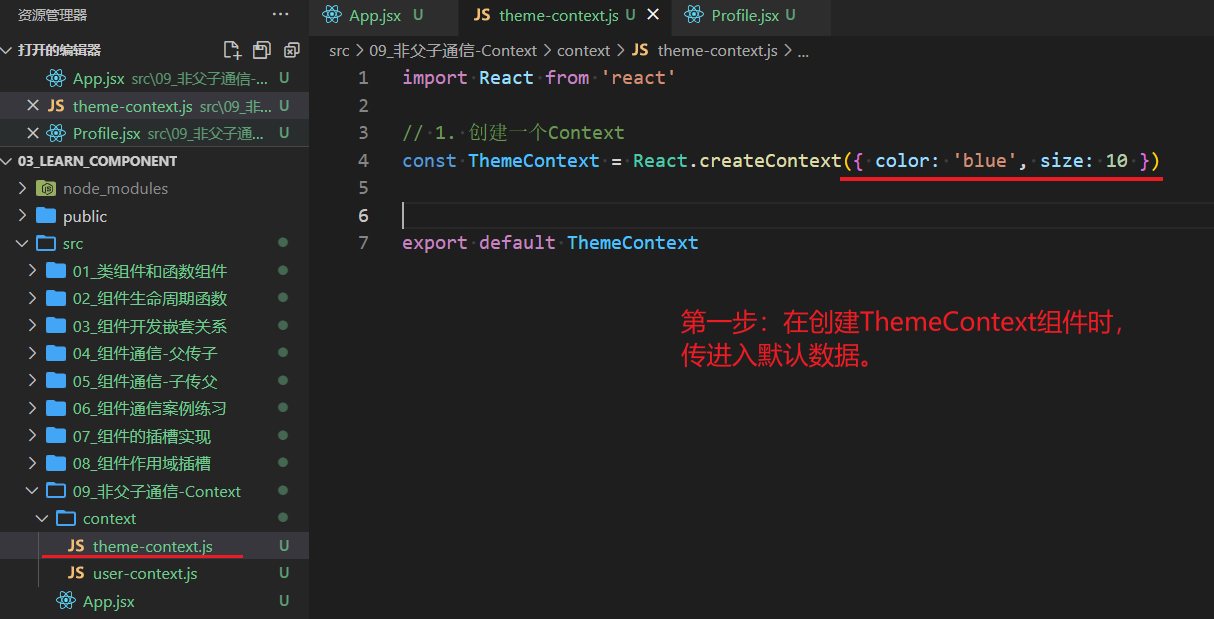 资源管理器 ···
打开的编辑器
App.jsx src\09_非父子通信-... U
JS theme-context.js src\09_非... U
Profile.jsx src\09_非父子通... U
03_LEARN_COMPONENT
node_modules
public
src
01_类组件和函数组件
02_组件生命周期函数
03_组件开发嵌套关系
04_组件通信-父传子
05_组件通信-子传父
06_组件通信案例练习
07_组件的插槽实现
08_组件作用域插槽
09_非父子通信-Context
context
JS theme-context.js U
JS user-context.js U
App.jsx U
App.jsx U JS theme-context.js U Profile.jsx U
src > 09_非父子通信-Context > context > JS theme-context.js > ...
1 import React from 'react'
2
3 // 1. 创建一个Context
4 const ThemeContext = React.createContext({ color: 'blue', size: 10 })
5
6
7 export default ThemeContext
第一步：在创建ThemeContext组件时，
传进入默认数据。